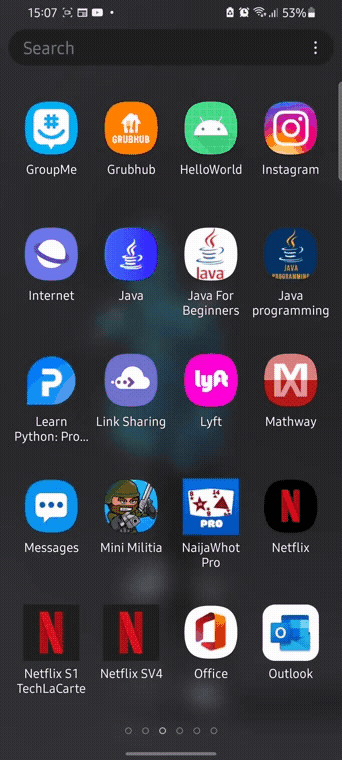 15:07
53%
Search
GRUBHUB
GroupMe
Grubhub
HelloWorld
Instagram
Java
JAVA
PROGRAMMING
Internet
Java
Java For
Beginners
Java
programming
lyft
Learn
Python: Pro...
Link Sharing
Lyft
Mathway
PRO
Messages
Mini Militia
NaijaWhot
Pro
Netflix
Netflix S1
TechLaCarte
Netflix SV4
Office
Outlook